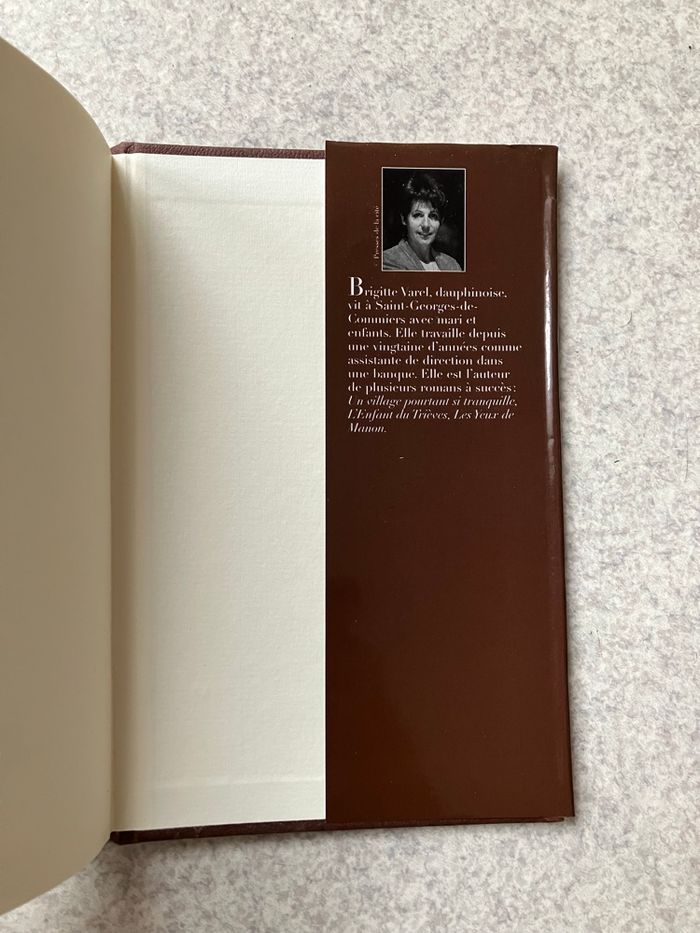 © Presses de la cité
Brigitte Varel, dauphinoise,
vit à Saint-Georges-de-
Commiers avec mari et
enfants. Elle travaille depuis
une vingtaine d'années comme
assistante de direction dans
une banque. Elle est l'auteur
de plusieurs romans à succès :
Un village pourtant si tranquille,
L'Enfant du Trièves, Les Yeux de
Manon.